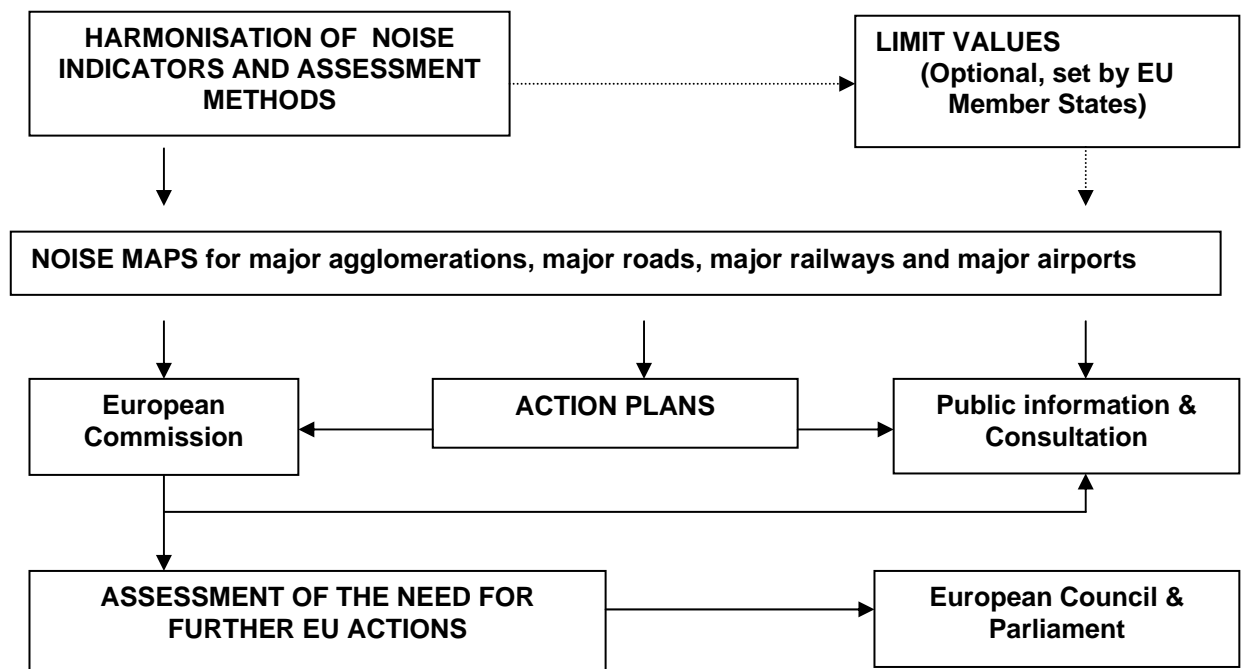 HARMONISATION OF NOISE
INDICATORS AND ASSESSMENT
METHODS
LIMIT VALUES
(Optional, set by EU
Member States)
NOISE MAPS for major agglomerations, major roads, major railways and major airports
European
Commission
ACTION PLANS
Public information &
Consultation
ASSESSMENT OF THE NEED FOR
FURTHER EU ACTIONS
European Council &
Parliament